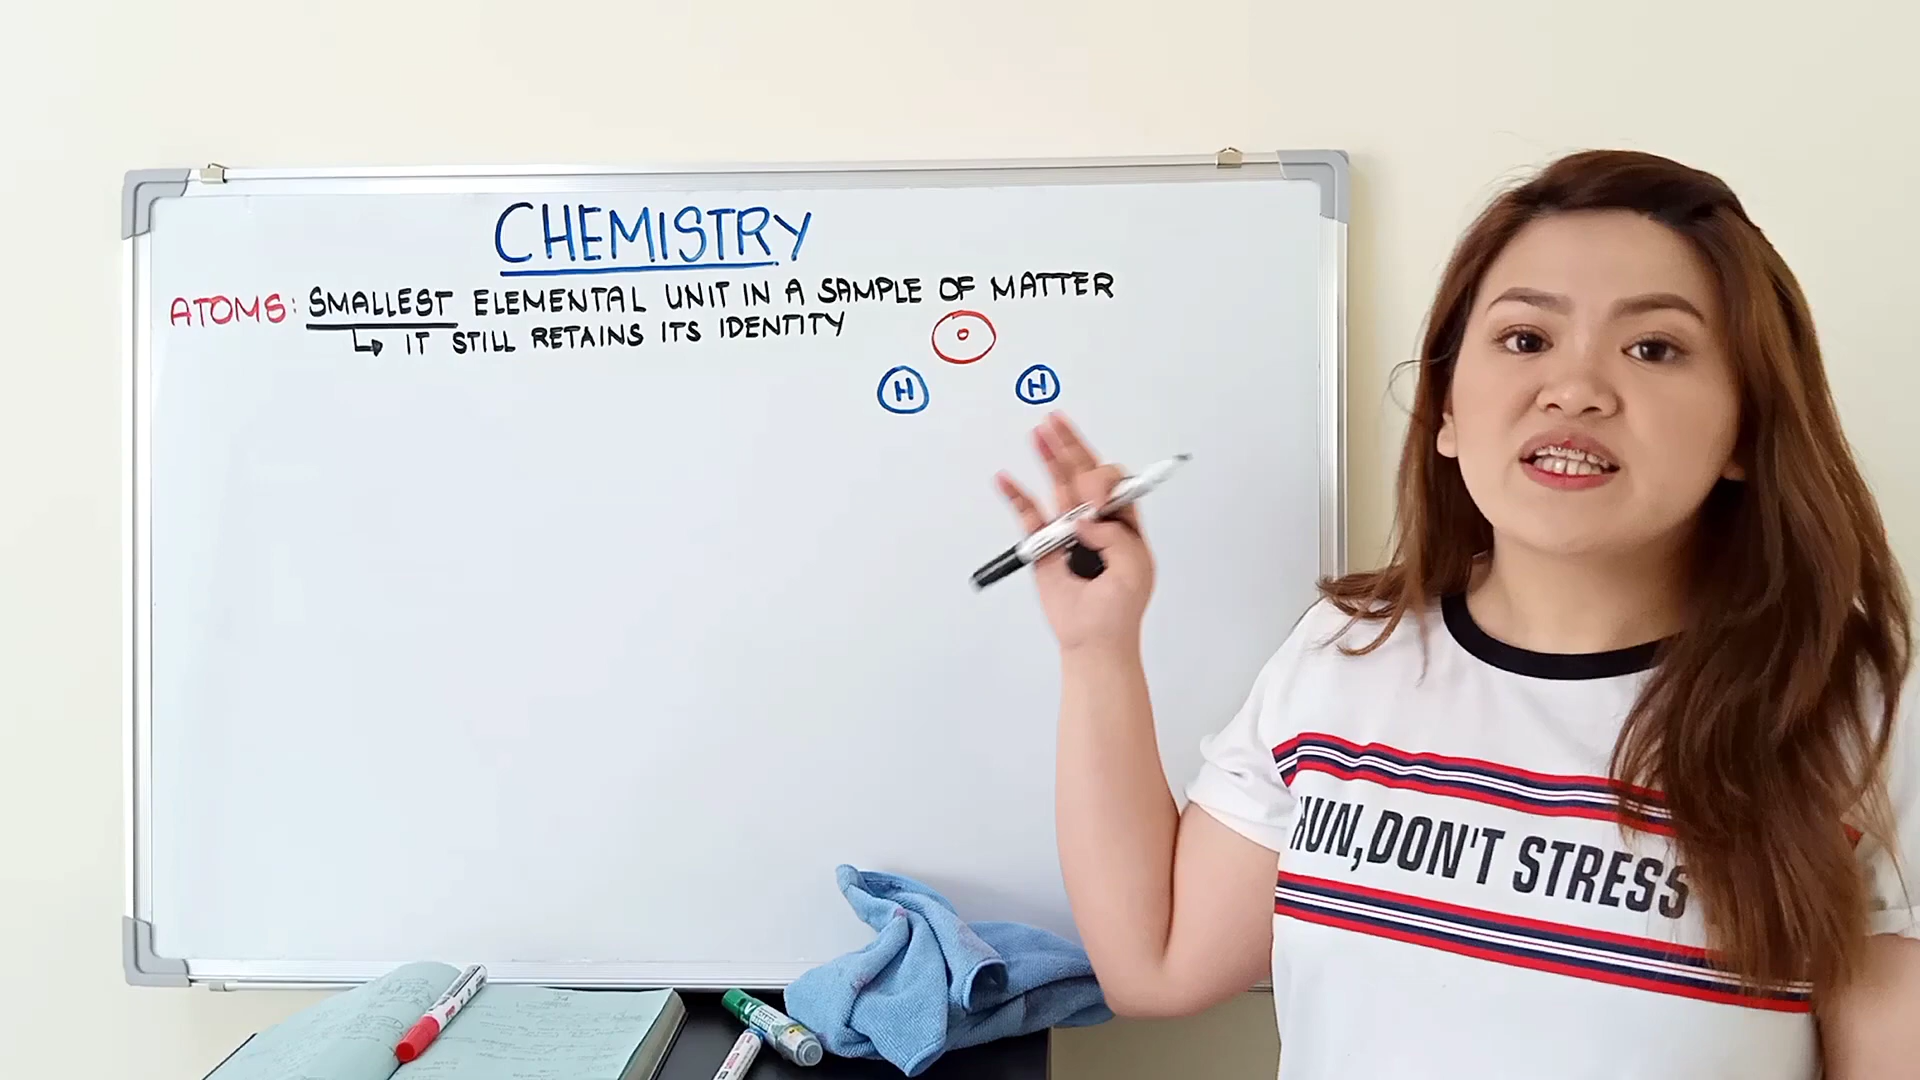 CHEMISTRY
ATOMS: SMALLEST ELEMENTAL UNIT IN A SAMPLE OF MATTER
↳ IT STILL RETAINS ITS IDENTITY
O
H H
HUN, DON'T STRESS